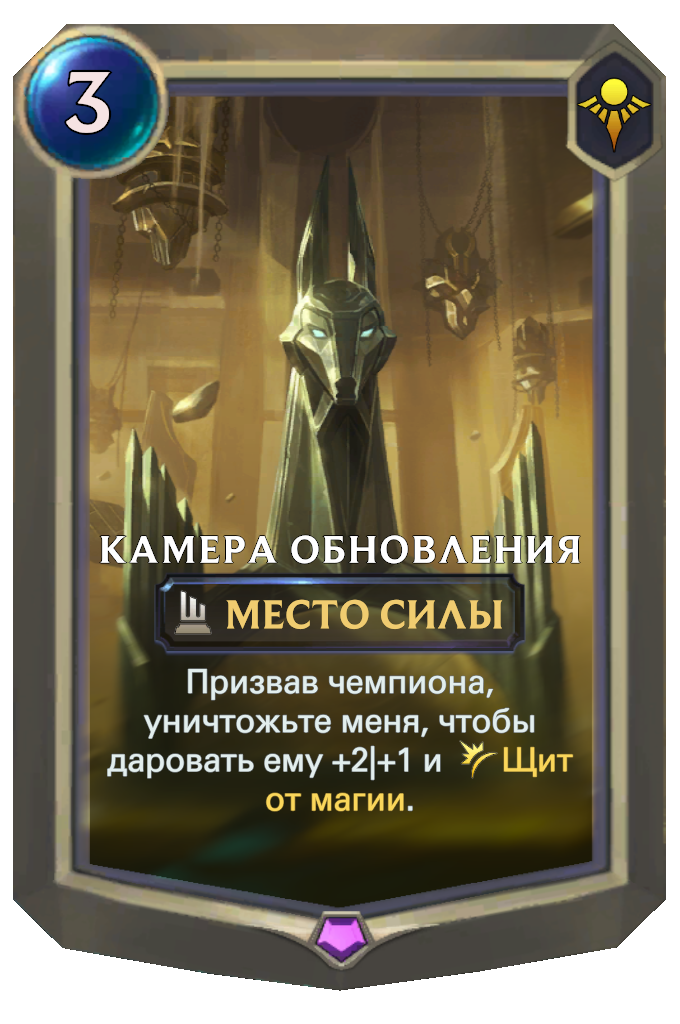 3
КАМЕРА ОБНОВЛЕНИЯ
МЕСТО СИЛЫ
Призвав чемпиона,
уничтожьте меня, чтобы
даровать ему +2|+1 и Щит
от магии.